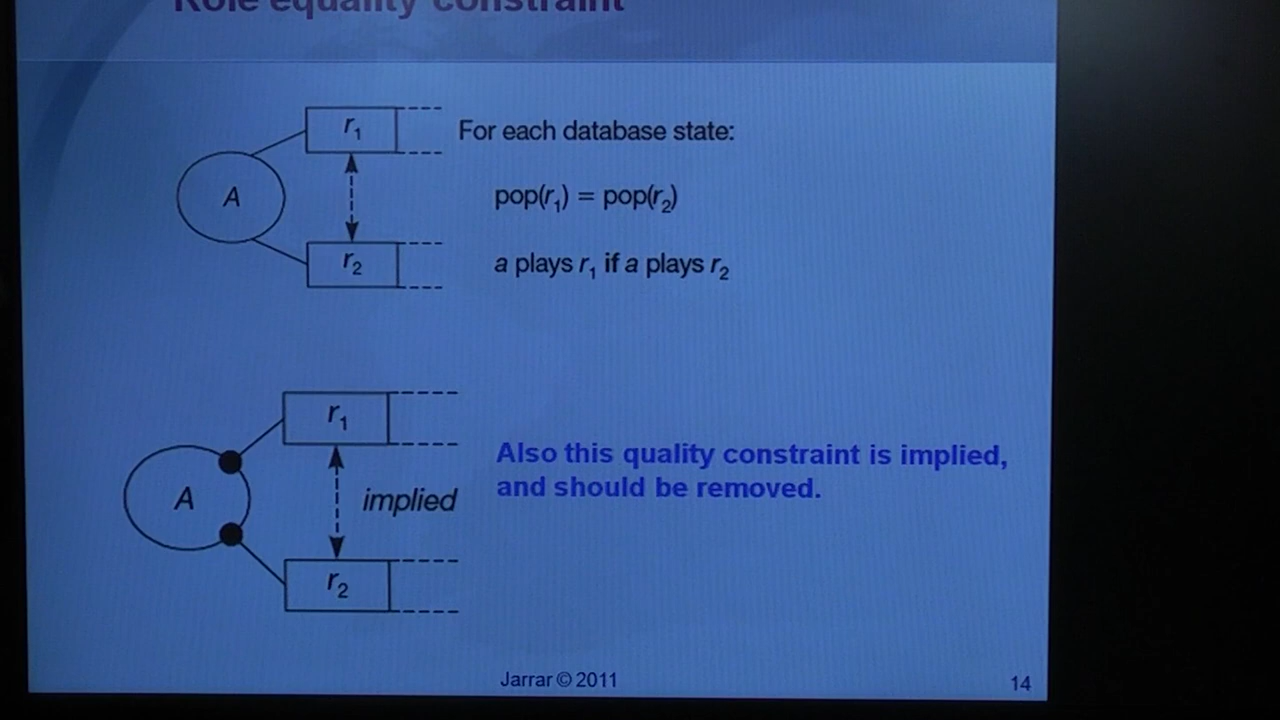 Role equality constraint
r1
For each database state:
A
pop(r1) = pop(r2)
r2
a plays r1 if a plays r2
r1
Also this quality constraint is implied,
and should be removed.
A
implied
r2
Jarrar © 2011
14